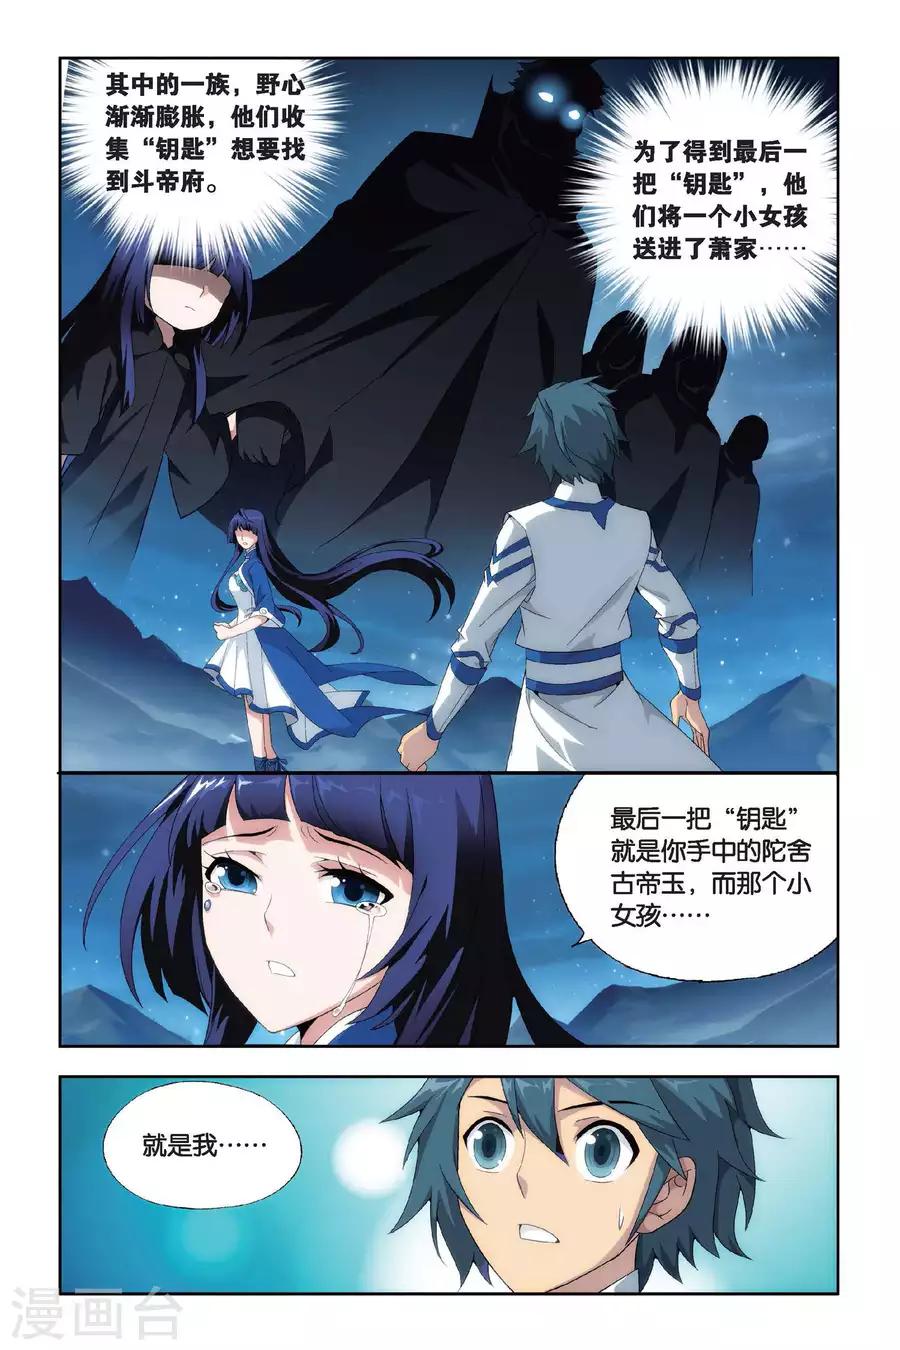 其中的一族，野心
渐渐膨胀，他们收
集“钥匙”想要找
到斗帝府。
为了得到最后一
把“钥匙”，他
们将一个小女孩
送进了萧家……
最后一把“钥匙”
就是你手中的陀舍
古帝玉，而那个小
女孩……
就是我……
漫画台